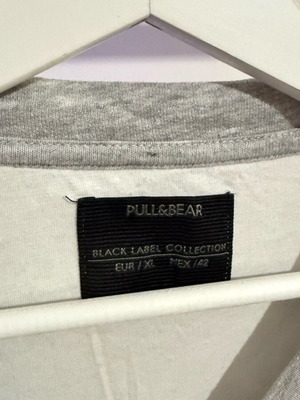 PULL&BEAR
BLACK LABEL COLLECTION
EUR / XL MEX / 42